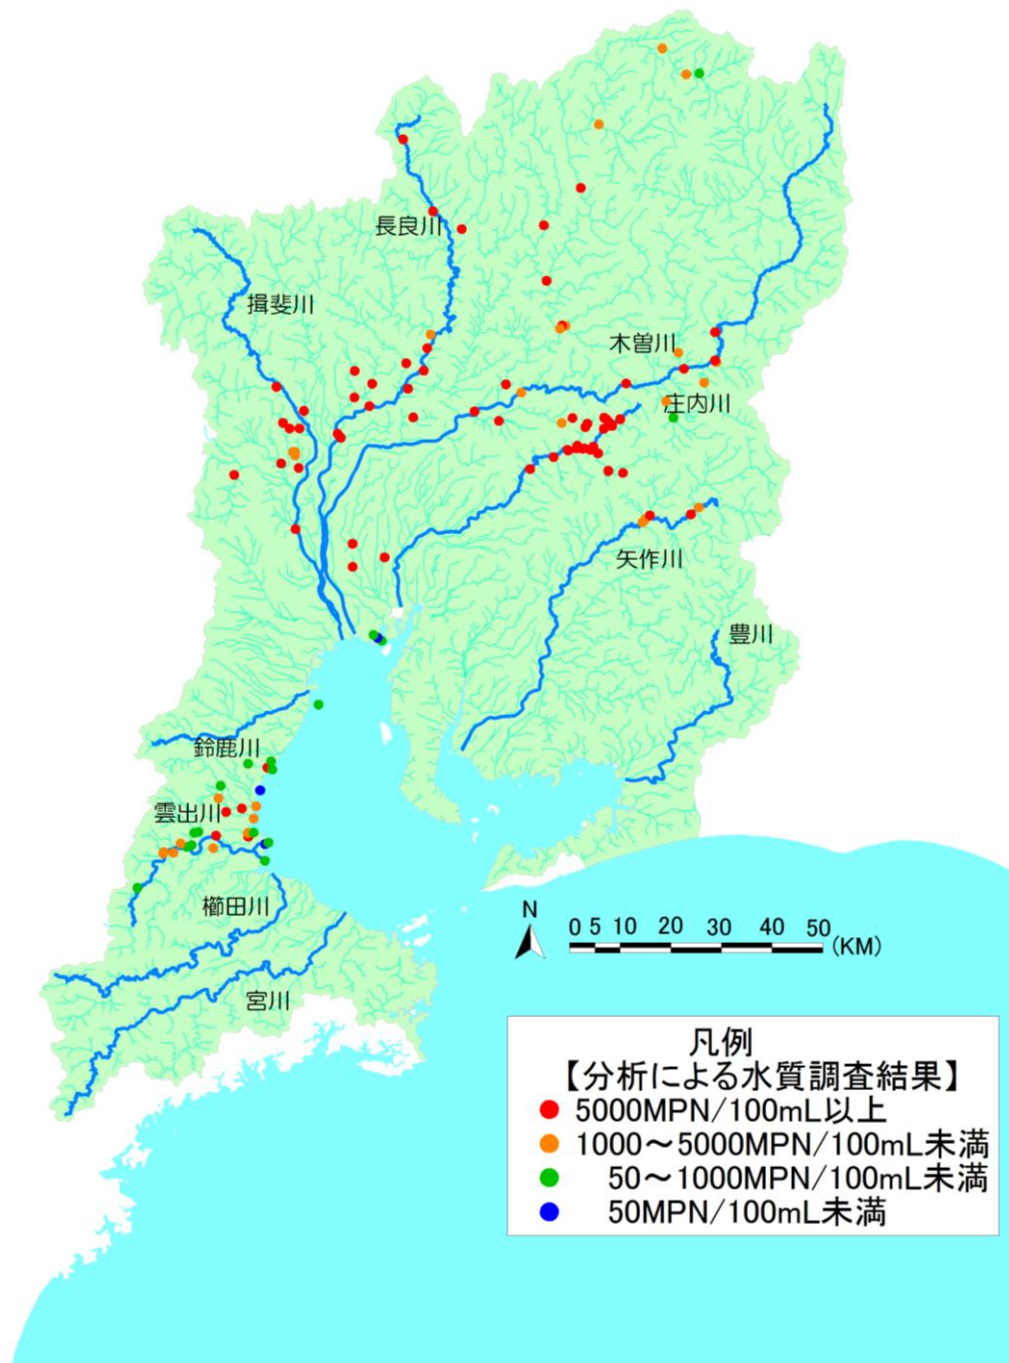 長良川
揖斐川
木曽川
庄内川
矢作川
豊川
鈴鹿川
雲出川
櫛田川
宮川
N
0 5 10 20 30 40 50
(KM)
凡例
【分析による水質調査結果】
5000MPN/100mL以上
1000～5000MPN/100mL未満
50～1000MPN/100mL未満
50MPN/100mL未満